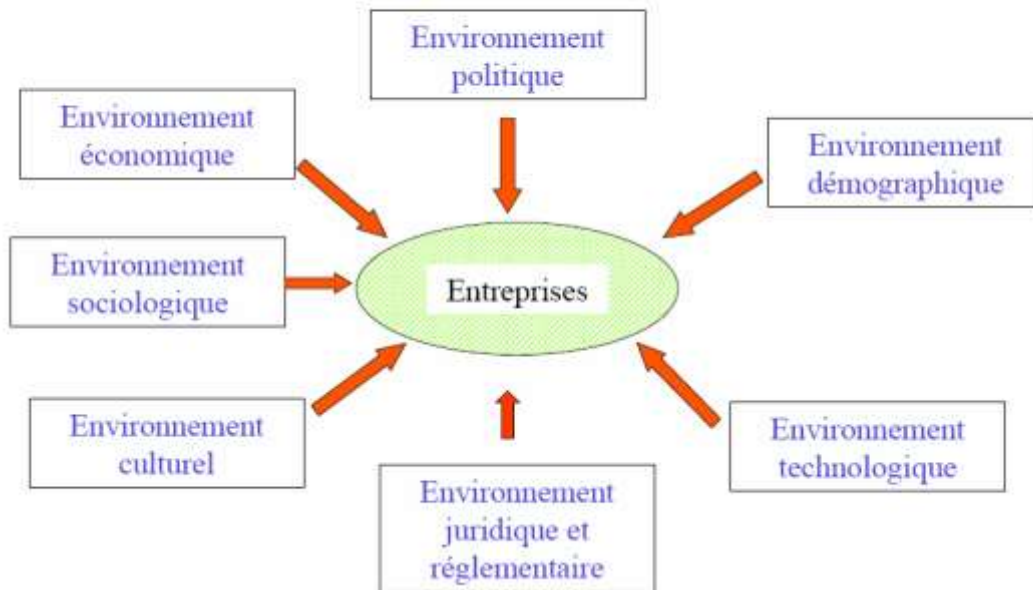 Environnement
politique
Environnement
économique
Environnement
démographique
Environnement
sociologique
Entreprises
Environnement
culturel
Environnement
technologique
Environnement
juridique et
réglementaire